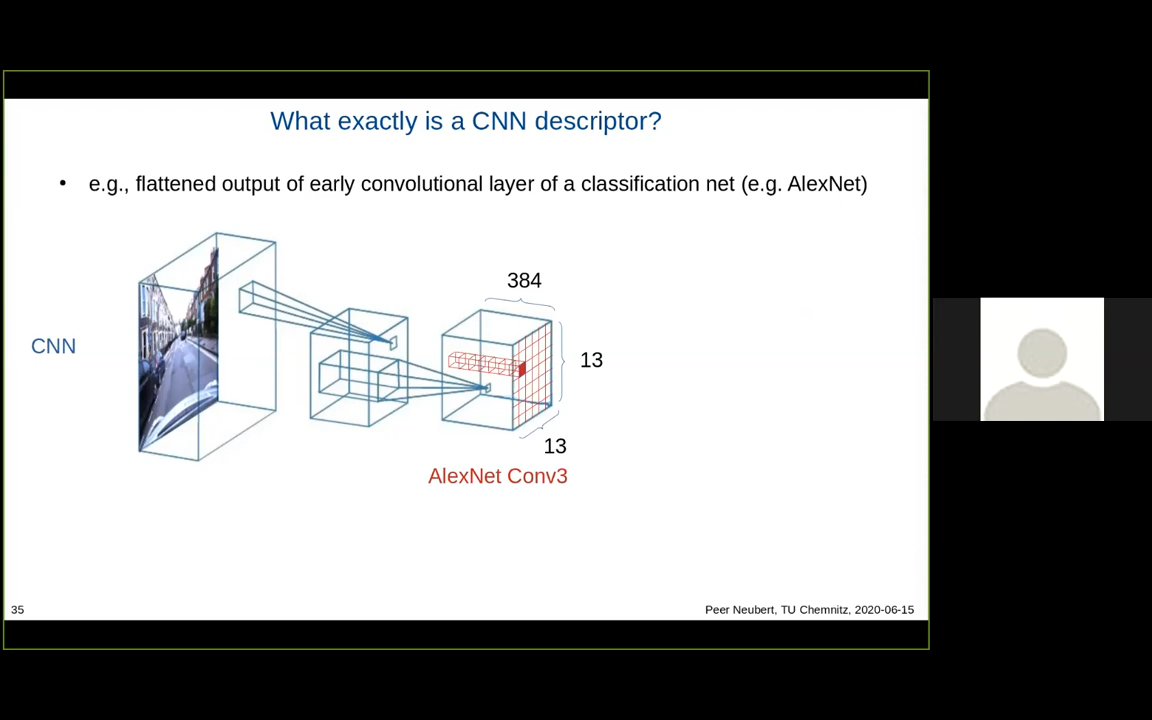 What exactly is a CNN descriptor?
• e.g., flattened output of early convolutional layer of a classification net (e.g. AlexNet)
384
CNN
13
13
AlexNet Conv3
35
Peer Neubert, TU Chemnitz, 2020-06-15